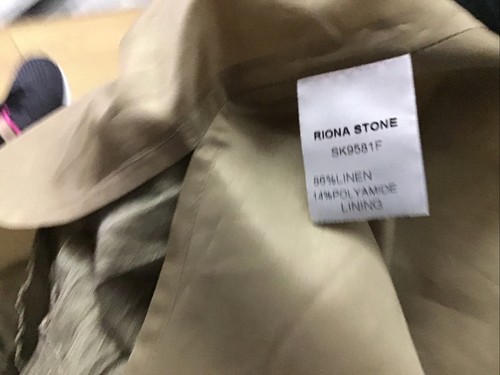 RIONA STONE
SK9581F
86%LINEN
14%POLYAMIDE
LINING